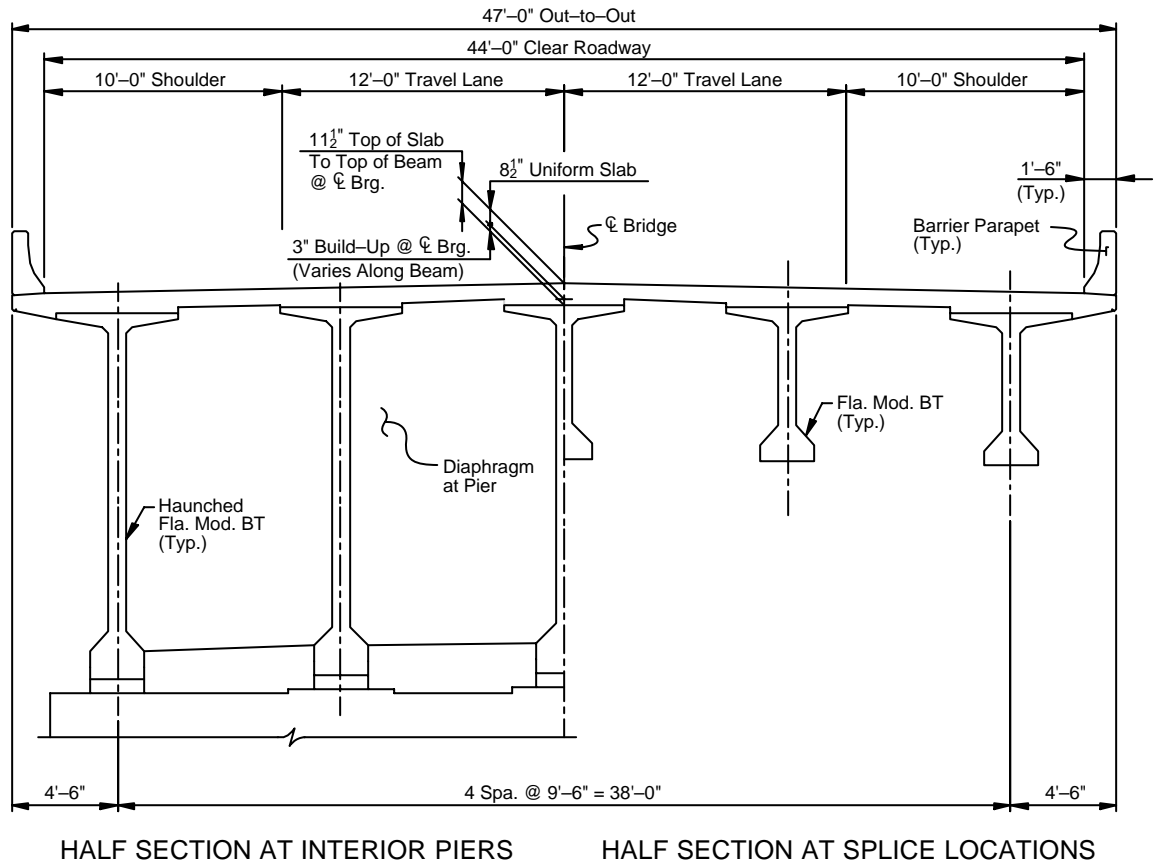 47'–0" Out–to–Out
44'–0" Clear Roadway
10'–0" Shoulder
12'–0" Travel Lane
12'–0" Travel Lane
10'–0" Shoulder
11½" Top of Slab
To Top of Beam
@ ℄ Brg.
8½" Uniform Slab
1'–6"
(Typ.)
℄ Bridge
Barrier Parapet
(Typ.)
3" Build–Up @ ℄ Brg.
(Varies Along Beam)
Fla. Mod. BT
(Typ.)
Diaphragm
at Pier
Haunched
Fla. Mod. BT
(Typ.)
4'–6"
4 Spa. @ 9'–6" = 38'–0"
4'–6"
HALF SECTION AT INTERIOR PIERS
HALF SECTION AT SPLICE LOCATIONS